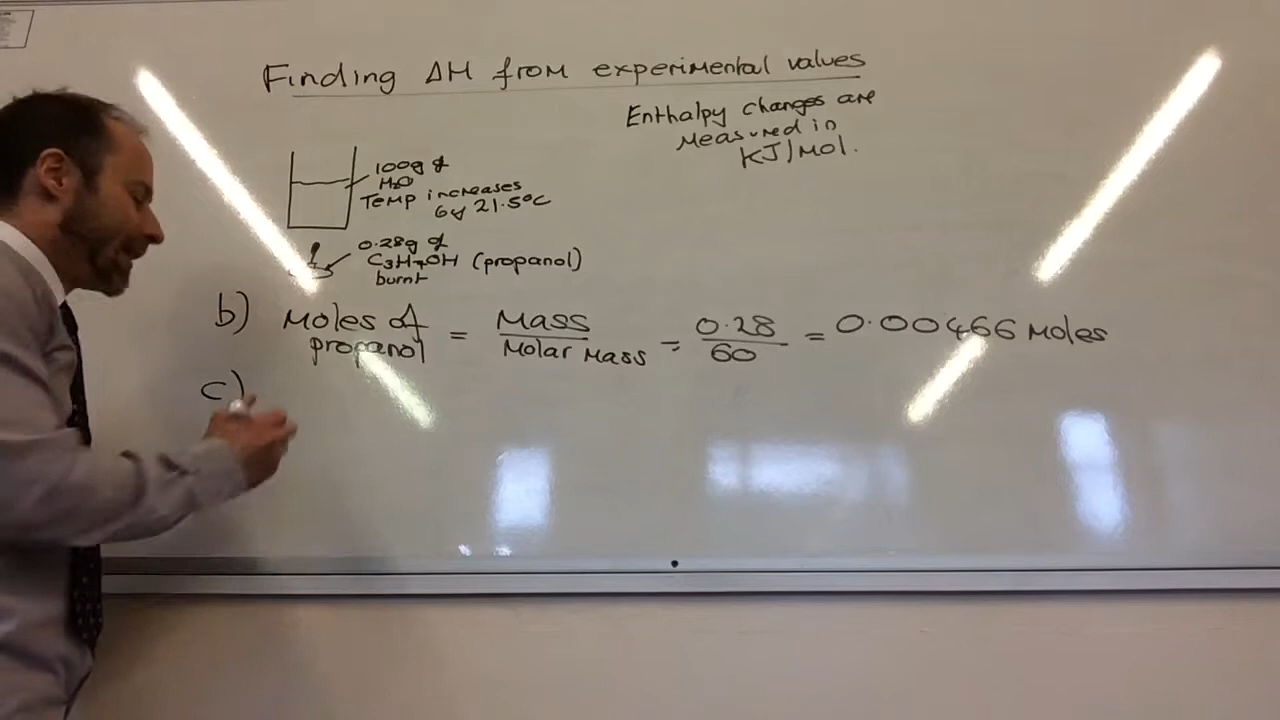 Finding ΔH from experimental values
Enthalpy changes are
measured in
KJ/mol.
100g of
H₂O
Temp increases
by 21.5°C
0.28g of
C₃H₇OH (propanol)
burnt
b) Moles of propanol = Mass / Molar Mass = 0.28 / 60 = 0.00466 moles
c)